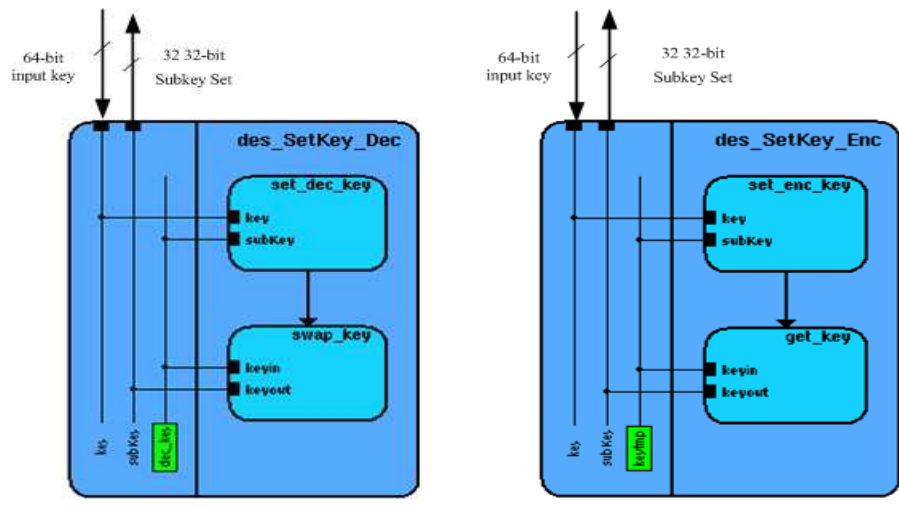 64-bit
input key
32 32-bit
Subkey Set
des_SetKey_Dec
set_dec_key
key
subKey
swap_key
keyin
keyout
key
subKey
dec_key
64-bit
input key
32 32-bit
Subkey Set
des_SetKey_Enc
set_enc_key
key
subKey
get_key
keyin
keyout
key
subKey
keytmp